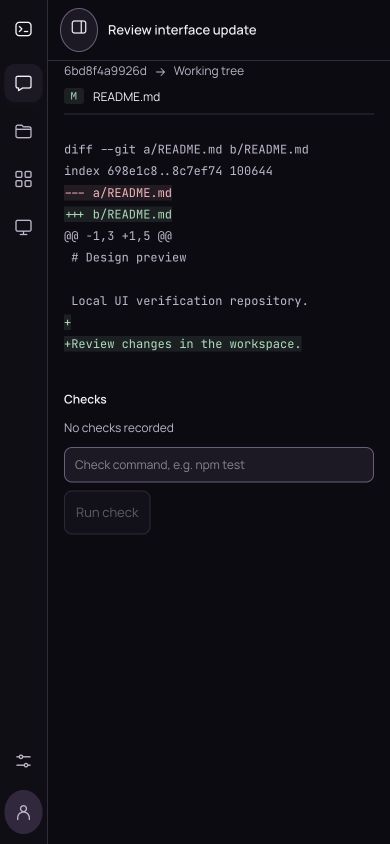 Review interface update
6bd8f4a9926d → Working tree
M README.md
diff --git a/README.md b/README.md
index 698e1c8..8c7ef74 100644
--- a/README.md
+++ b/README.md
@@ -1,3 +1,5 @@
 # Design preview
 Local UI verification repository.
+
+Review changes in the workspace.
Checks
No checks recorded
Check command, e.g. npm test
Run check